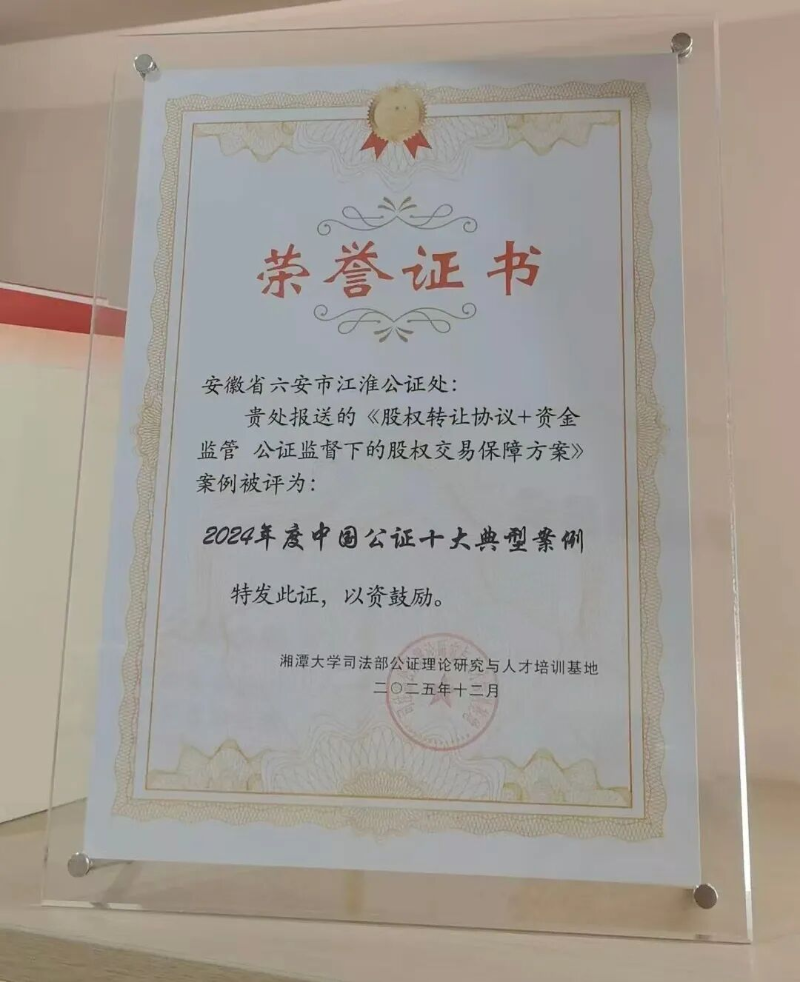 荣誉证书
安徽省六安市江淮公证处：
贵处报送的《股权转让协议+资金
监管 公证监督下的股权交易保障方案》
案例被评为：
2024年度中国公证十大典型案例
特发此证，以资鼓励。
湘潭大学司法部公证理论研究与人才培训基地
二〇二五年十二月